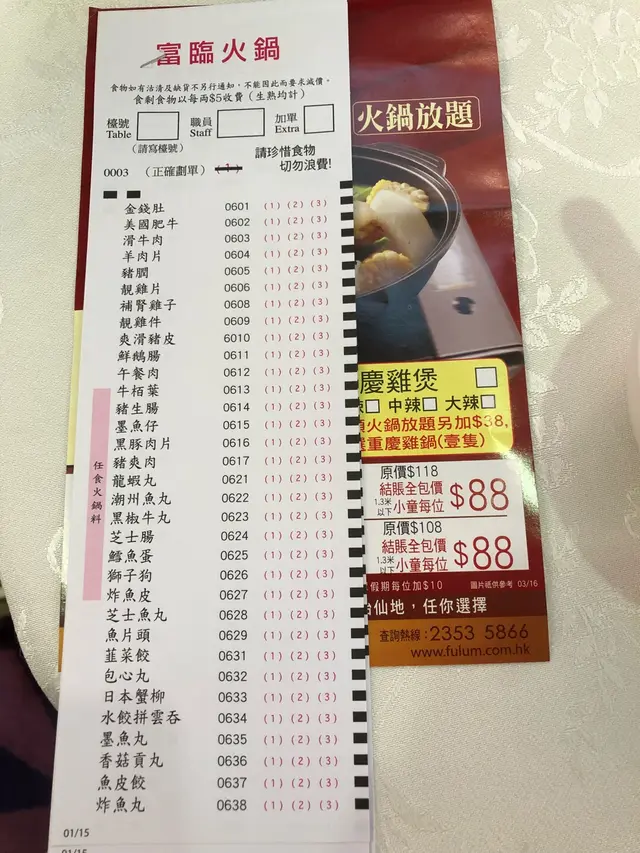 富臨火鍋
食物如有沽清及缺貨不另行通知，不能因此而要求減價。
食剩食物以每両$5收費（生熟均計）
檯號 Table
職員 Staff
加單 Extra
（請寫檯號）
請珍惜食物
切勿浪費!
0003 （正確劃單） (1)
金錢肚 0601 (1) (2) (3)
美國肥牛 0602 (1) (2) (3)
滑牛肉 0603 (1) (2) (3)
羊肉片 0604 (1) (2) (3)
豬膶 0605 (1) (2) (3)
靚雞片 0606 (1) (2) (3)
補腎雞子 0608 (1) (2) (3)
靚雞件 0609 (1) (2) (3)
爽滑豬皮 6010 (1) (2) (3)
鮮鵝腸 0611 (1) (2) (3)
午餐肉 0612 (1) (2) (3)
牛栢葉 0613 (1) (2) (3)
豬生腸 0614 (1) (2) (3)
墨魚仔 0615 (1) (2) (3)
黑豚肉片 0616 (1) (2) (3)
豬爽肉 0617 (1) (2) (3)
龍蝦丸 0621 (1) (2) (3)
潮州魚丸 0622 (1) (2) (3)
黑椒牛丸 0623 (1) (2) (3)
芝士腸 0624 (1) (2) (3)
鱈魚蛋 0625 (1) (2) (3)
獅子狗 0626 (1) (2) (3)
炸魚皮 0627 (1) (2) (3)
芝士魚丸 0628 (1) (2) (3)
魚片頭 0629 (1) (2) (3)
韮菜餃 0631 (1) (2) (3)
包心丸 0632 (1) (2) (3)
日本蟹柳 0633 (1) (2) (3)
水餃拼雲吞 0634 (1) (2) (3)
墨魚丸 0635 (1) (2) (3)
香菇貢丸 0636 (1) (2) (3)
魚皮餃 0637 (1) (2) (3)
炸魚丸 0638 (1) (2) (3)
任食火鍋料
01/15
01/15
火鍋放題
慶雞煲
中辣 大辣
火鍋放題另加$38,
重慶雞鍋(壹隻)
原價$118
結賬全包價
1.3米以下 小童每位 $88
原價$108
結賬全包價
1.3米以下 小童每位 $88
假期每位加$10 圖片祇供參考 03/16
仙地，任你選擇
查詢熱線：2353 5866
www.fulum.com.hk